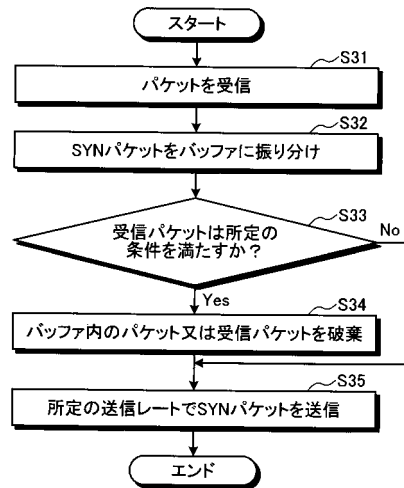 スタート
S31
パケットを受信
S32
SYNパケットをバッファに振り分け
S33
受信パケットは所定の
条件を満たすか？
No
Yes
S34
バッファ内のパケット又は受信パケットを破棄
S35
所定の送信レートでSYNパケットを送信
エンド